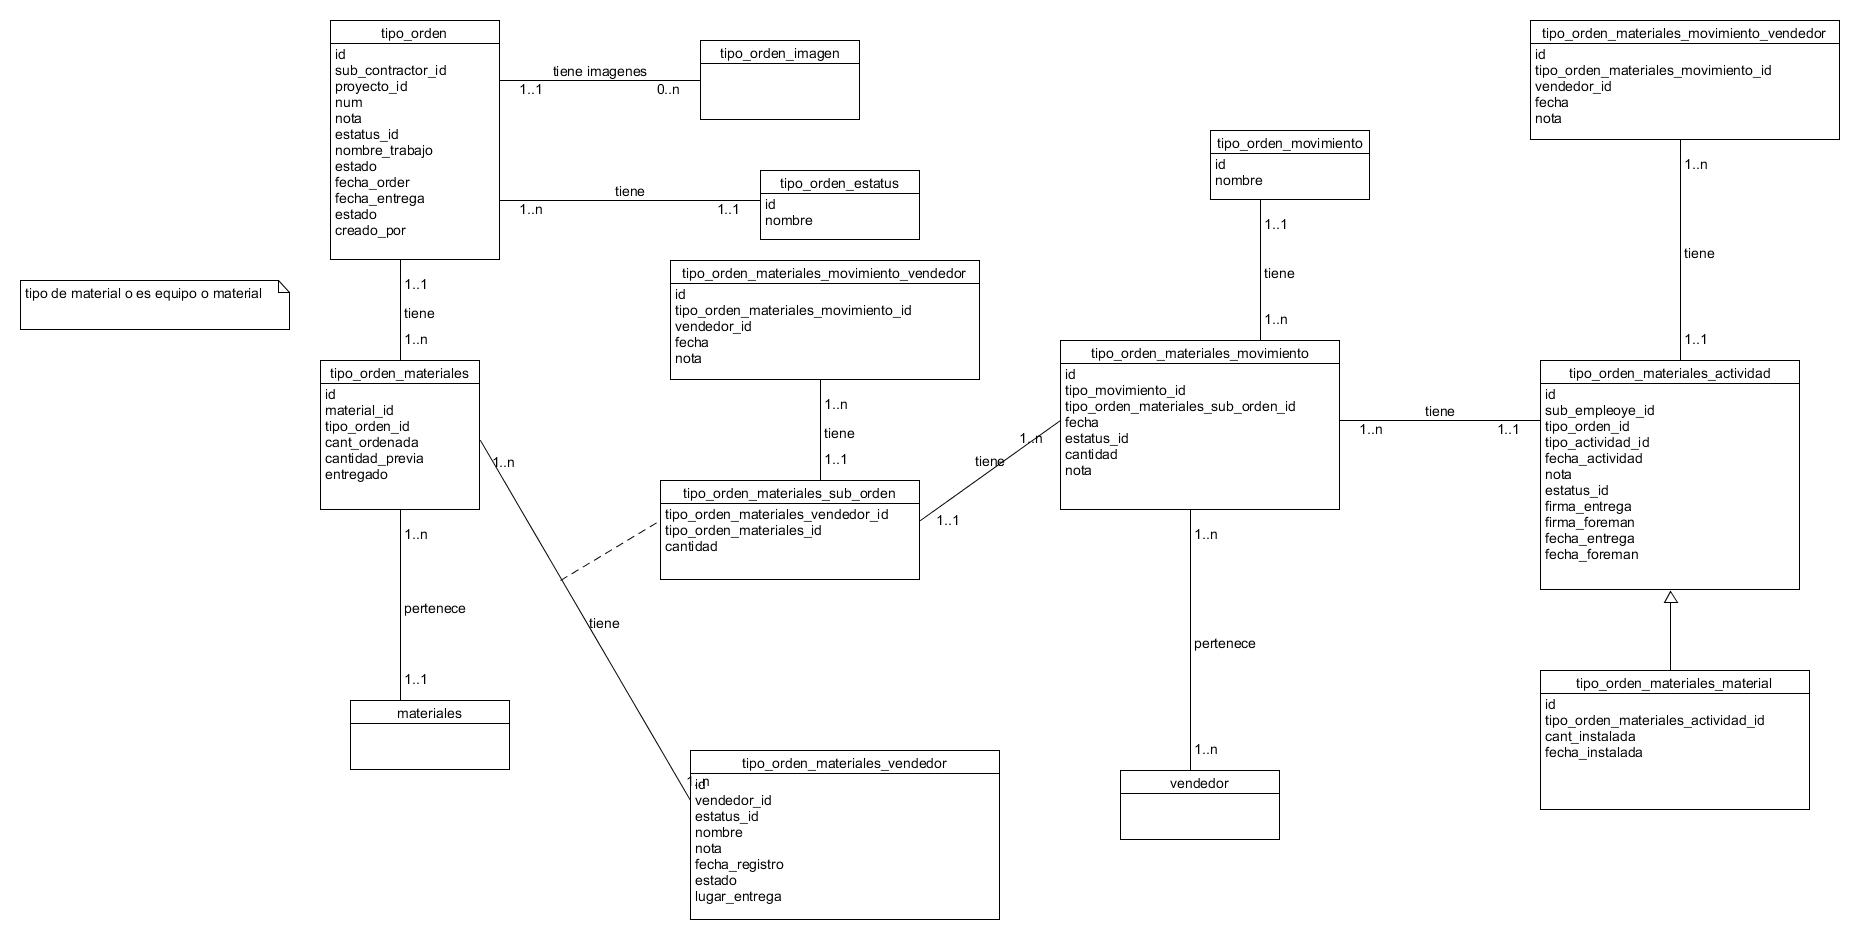 tipo_orden
id
sub_contractor_id
proyecto_id
num
nota
estatus_id
nombre_trabajo
estado
fecha_order
fecha_entrega
estado
creado_por
tiene imagenes
1..1
0..n
tipo_orden_imagen
tiene
1..n
1..1
tipo_orden_estatus
id
nombre
tipo de material o es equipo o material
1..1
tiene
1..n
tipo_orden_materiales
id
material_id
tipo_orden_id
cant_ordenada
cantidad_previa
entregado
1..n
pertenece
1..1
materiales
tipo_orden_materiales_movimiento_vendedor
id
tipo_orden_materiales_movimiento_id
vendedor_id
fecha
nota
1..n
tiene
1..1
tipo_orden_materiales_sub_orden
tipo_orden_materiales_vendedor_id
tipo_orden_materiales_id
cantidad
1..n
tiene
1..n
tipo_orden_materiales_vendedor
id
vendedor_id
estatus_id
nombre
nota
fecha_registro
estado
lugar_entrega
1..n
tiene
1..1
tipo_orden_movimiento
id
nombre
1..1
tiene
1..n
tipo_orden_materiales_movimiento
id
tipo_movimiento_id
tipo_orden_materiales_sub_orden_id
fecha
estatus_id
cantidad
nota
1..n
pertenece
1..n
vendedor
tiene
1..n
1..1
tipo_orden_materiales_movimiento_vendedor
id
tipo_orden_materiales_movimiento_id
vendedor_id
fecha
nota
1..n
tiene
1..1
tipo_orden_materiales_actividad
id
sub_empleoye_id
tipo_orden_id
tipo_actividad_id
fecha_actividad
nota
estatus_id
firma_entrega
firma_foreman
fecha_entrega
fecha_foreman
tipo_orden_materiales_material
id
tipo_orden_materiales_actividad_id
cant_instalada
fecha_instalada